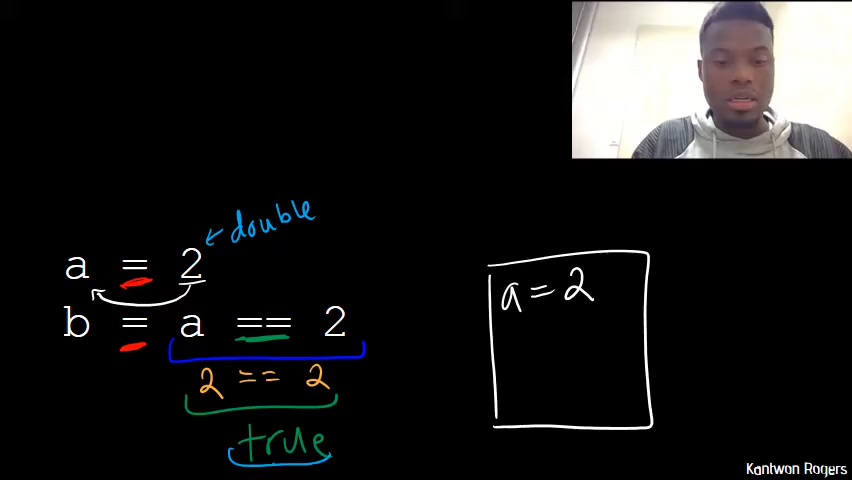 double
a = 2
b = a == 2
2 == 2
true
a = 2
Kantwon Rogers